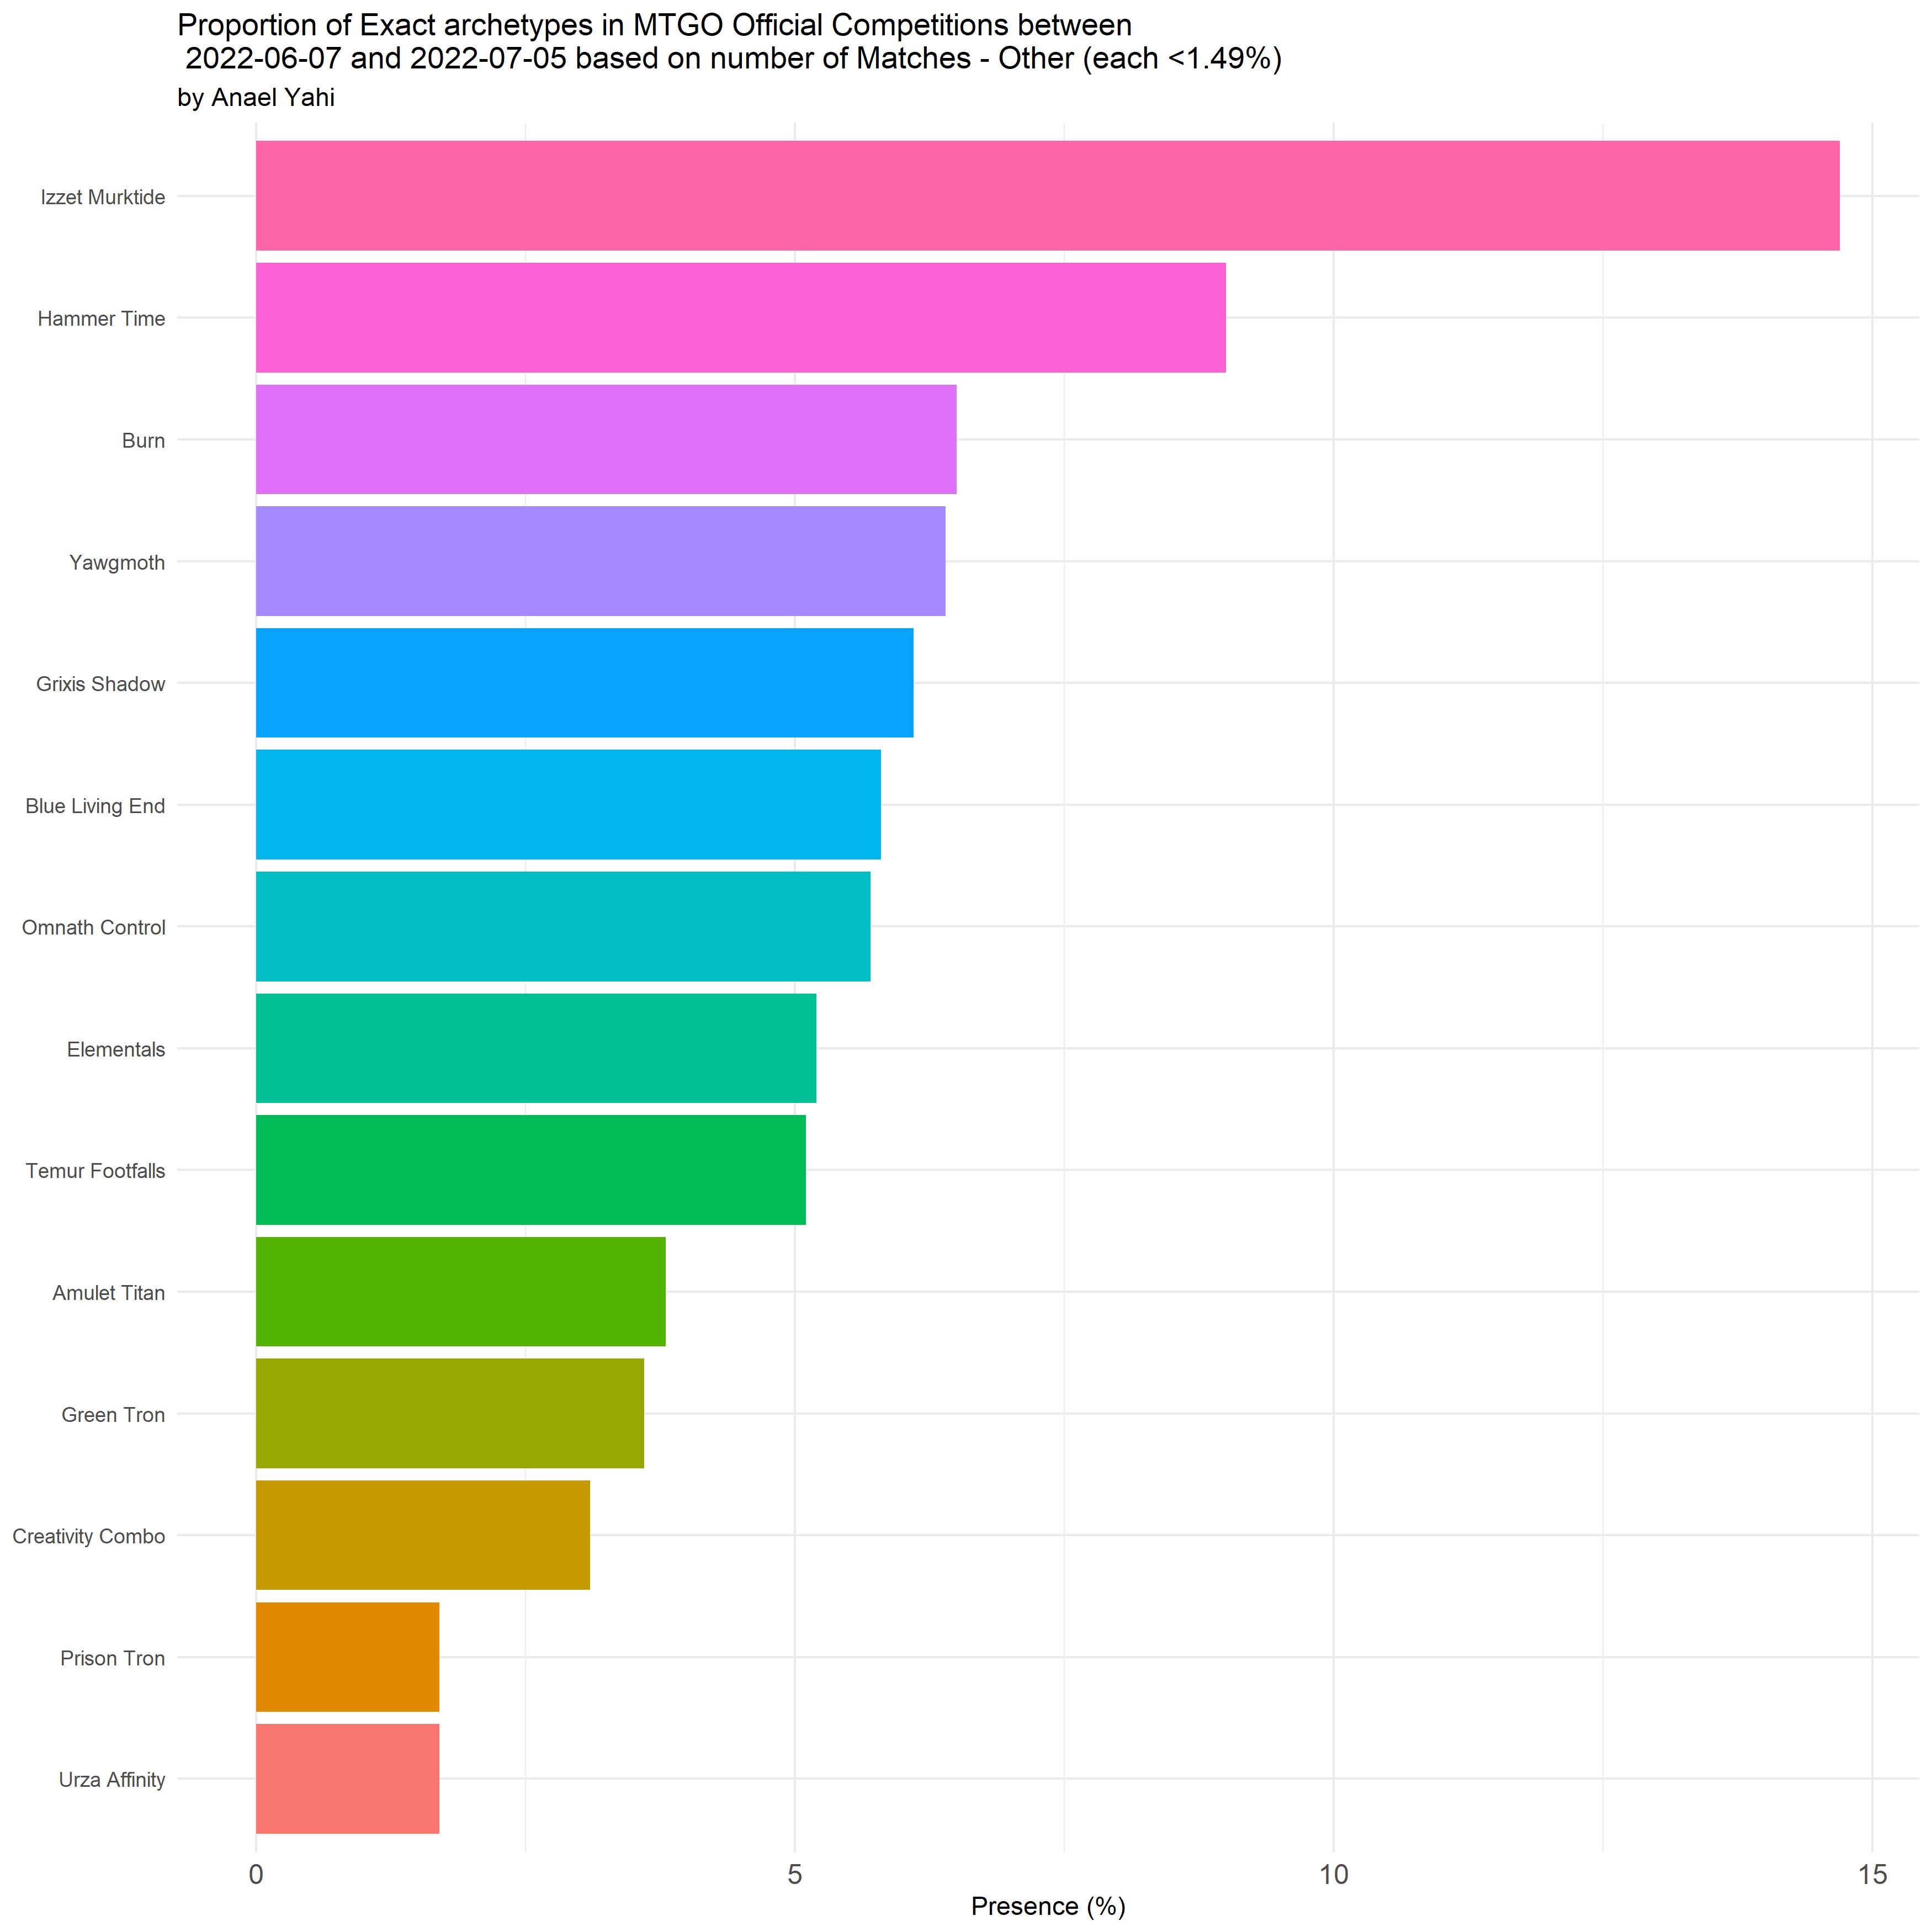 Proportion of Exact archetypes in MTGO Official Competitions between
2022-06-07 and 2022-07-05 based on number of Matches - Other (each <1.49%)
by Anael Yahi
Izzet Murktide
Hammer Time
Burn
Yawgmoth
Grixis Shadow
Blue Living End
Omnath Control
Elementals
Temur Footfalls
Amulet Titan
Green Tron
Creativity Combo
Prison Tron
Urza Affinity
0 5 10 15
Presence (%)